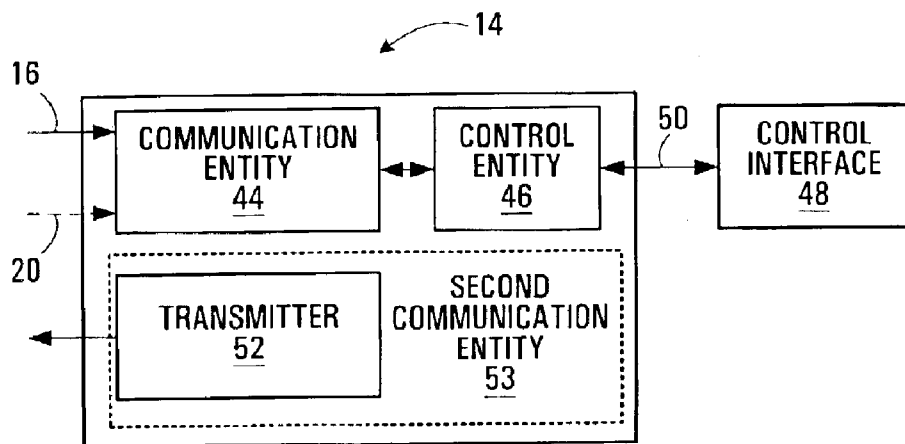 14
16
COMMUNICATION
ENTITY
44
CONTROL
ENTITY
46
50
CONTROL
INTERFACE
48
20
TRANSMITTER
52
SECOND
COMMUNICATION
ENTITY
53